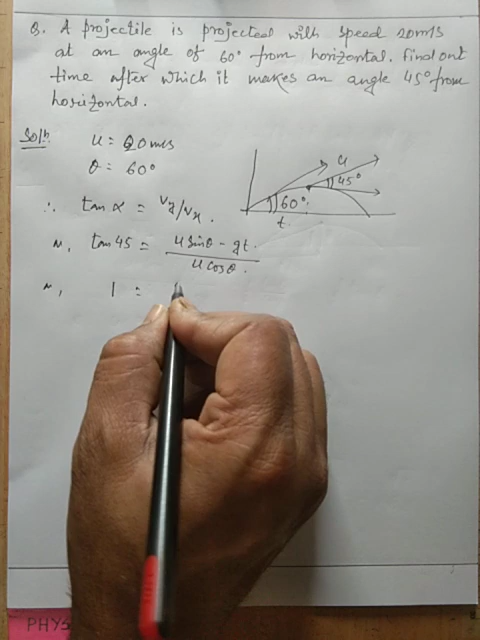 Q. A projectile is projected with speed 20m/s
at an angle of 60° from horizontal. Find out
time after which it makes an angle 45° from
horizontal.
Soln.
u = 20 m/s
θ = 60°
∴ tan α = Vy/Vx.
u
45°
60°
t.
tan 45 = u sinθ - gt.
u cosθ.
1 =
PHYS